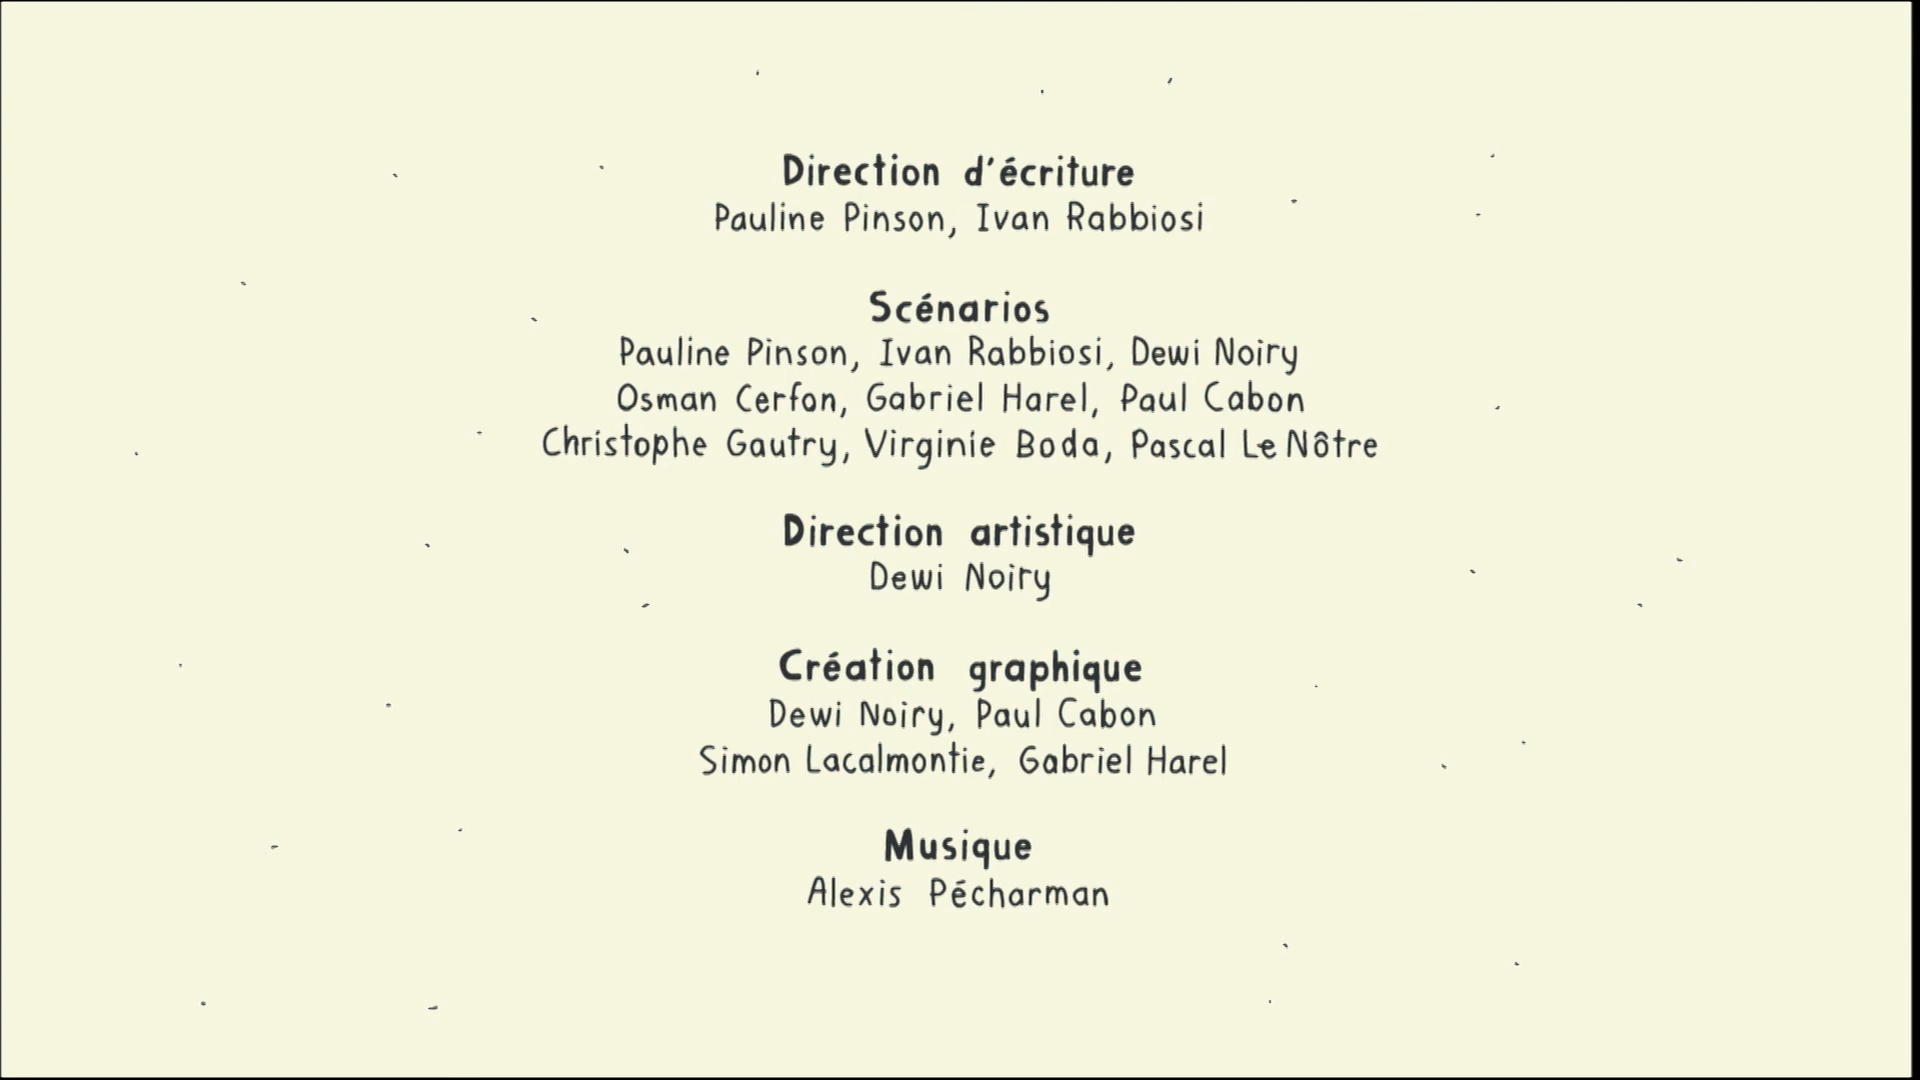 Direction d'écriture
Pauline Pinson, Ivan Rabbiosi
Scénarios
Pauline Pinson, Ivan Rabbiosi, Dewi Noiry
Osman Cerfon, Gabriel Harel, Paul Cabon
Christophe Gautry, Virginie Boda, Pascal Le Nôtre
Direction artistique
Dewi Noiry
Création graphique
Dewi Noiry, Paul Cabon
Simon Lacalmontie, Gabriel Harel
Musique
Alexis Pécharman